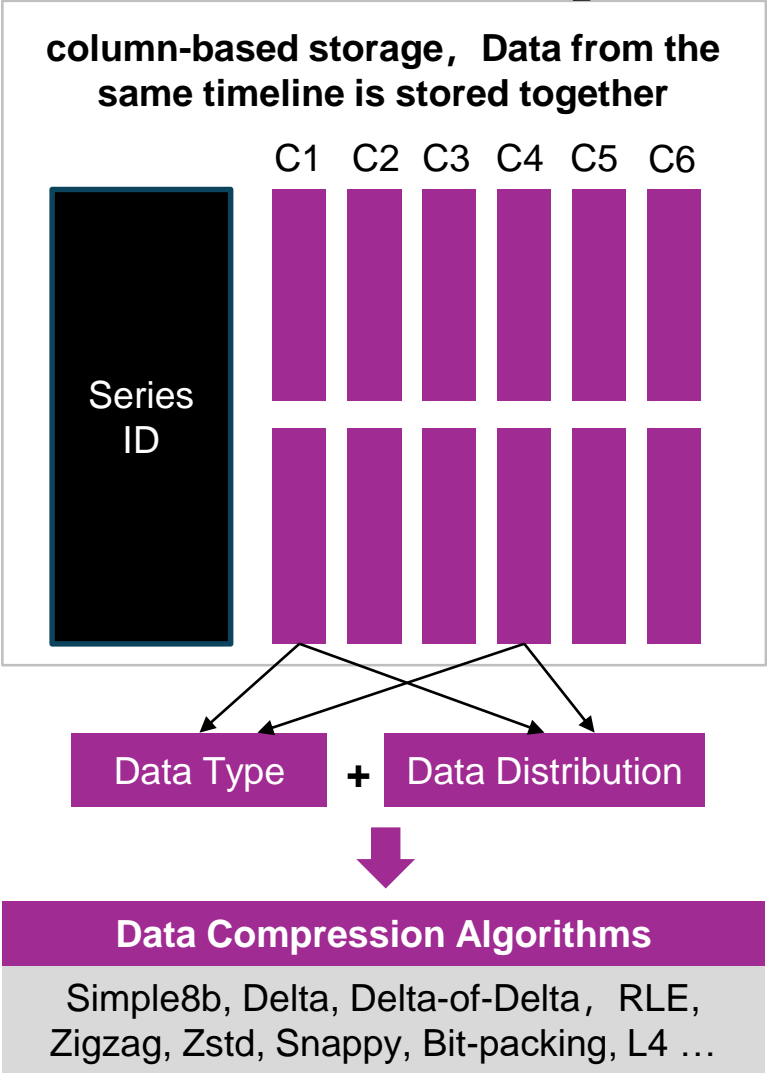 column-based storage，Data from the
same timeline is stored together
C1 C2 C3 C4 C5 C6
Series
ID
Data Type + Data Distribution
Data Compression Algorithms
Simple8b, Delta, Delta-of-Delta，RLE,
Zigzag, Zstd, Snappy, Bit-packing, L4 …